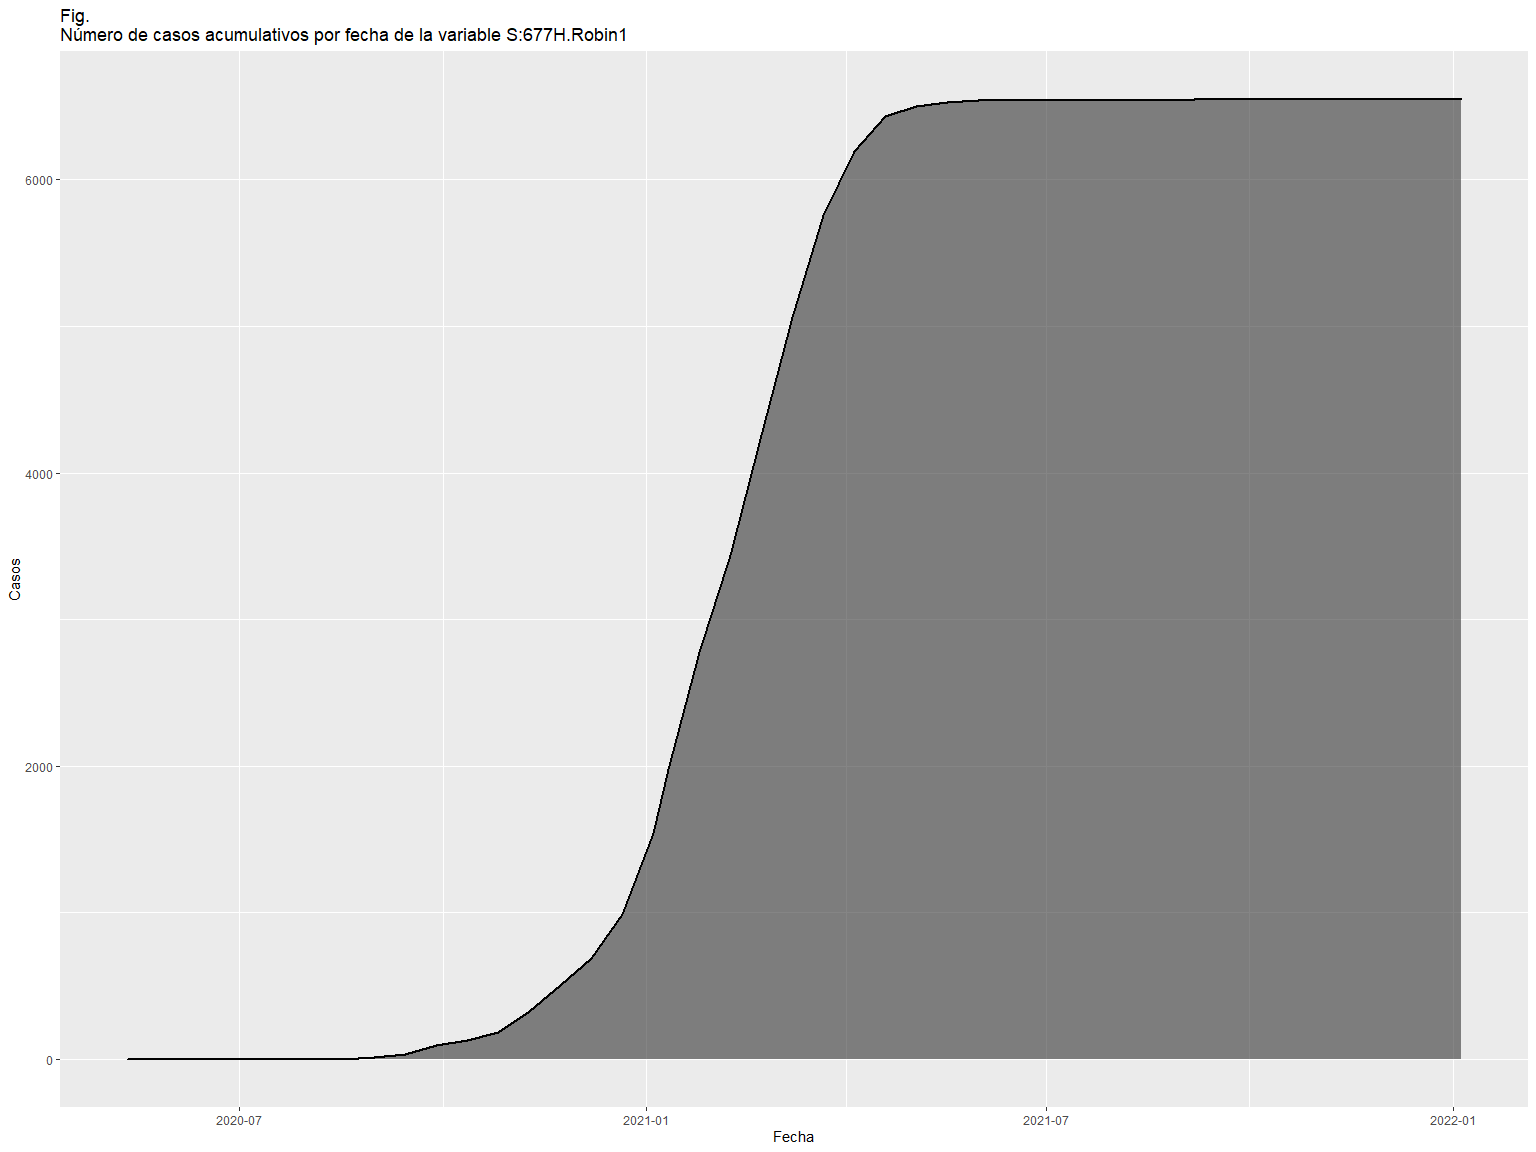 Fig.
Número de casos acumulativos por fecha de la variable S:677H.Robin1
6000
4000
2000
0
Casos
2020-07
2021-01
2021-07
2022-01
Fecha